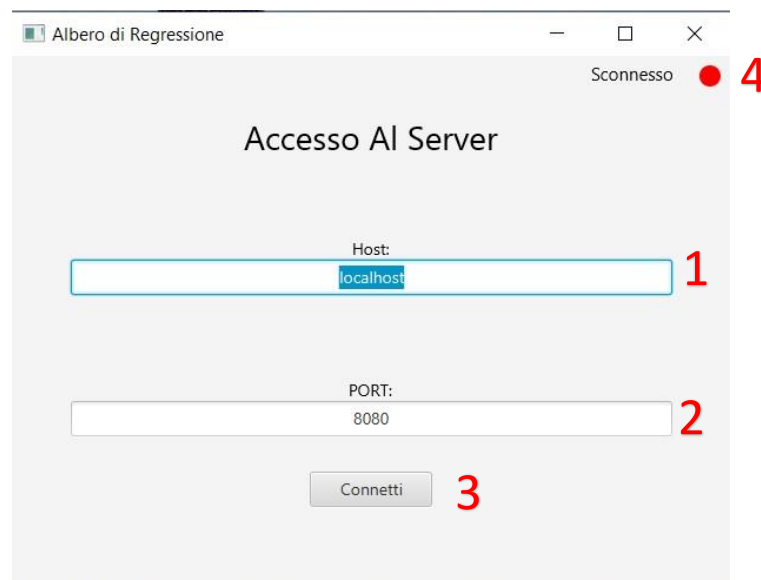 Albero di Regressione
Sconnesso 4
Accesso Al Server
Host:
localhost 1
PORT:
8080 2
Connetti 3